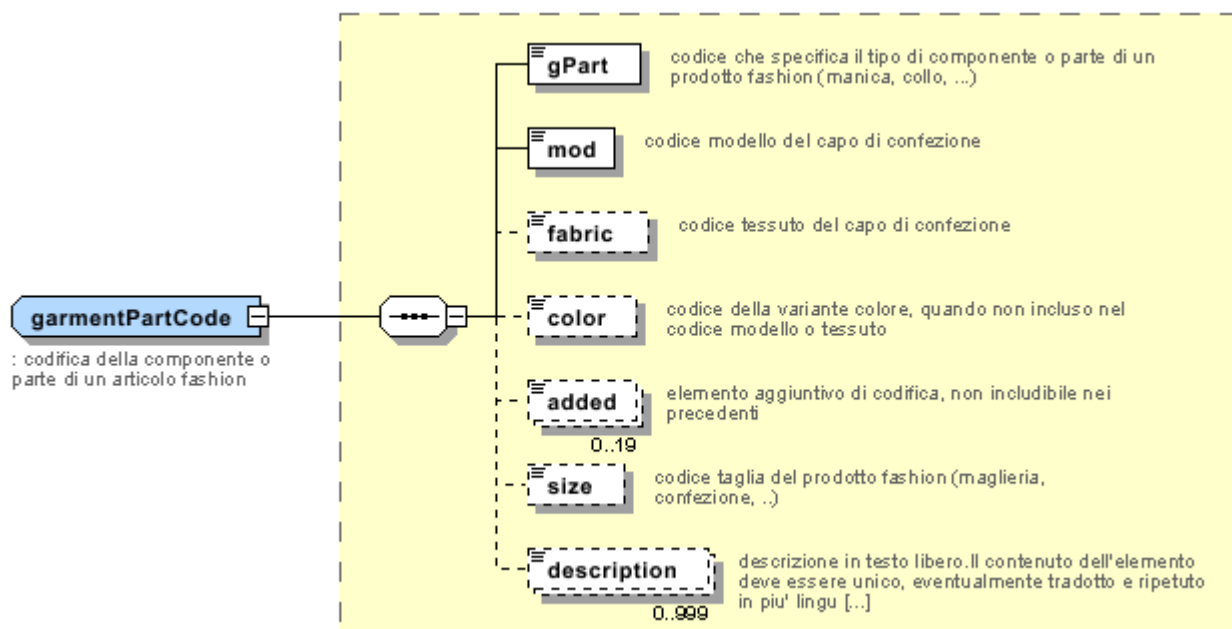 gPart
codice che specifica il tipo di componente o parte di un
prodotto fashion (manica, collo, ...)
mod
codice modello del capo di confezione
fabric
codice tessuto del capo di confezione
garmentPartCode
: codifica della componente o
parte di un articolo fashion
color
codice della variante colore, quando non incluso nel
codice modello o tessuto
added
0..19
elemento aggiuntivo di codifica, non includibile nei
precedenti
size
codice taglia del prodotto fashion (maglieria,
confezione, ..)
description
0..999
descrizione in testo libero.Il contenuto dell'elemento
deve essere unico, eventualmente tradotto e ripetuto
in piu' lingu [...]